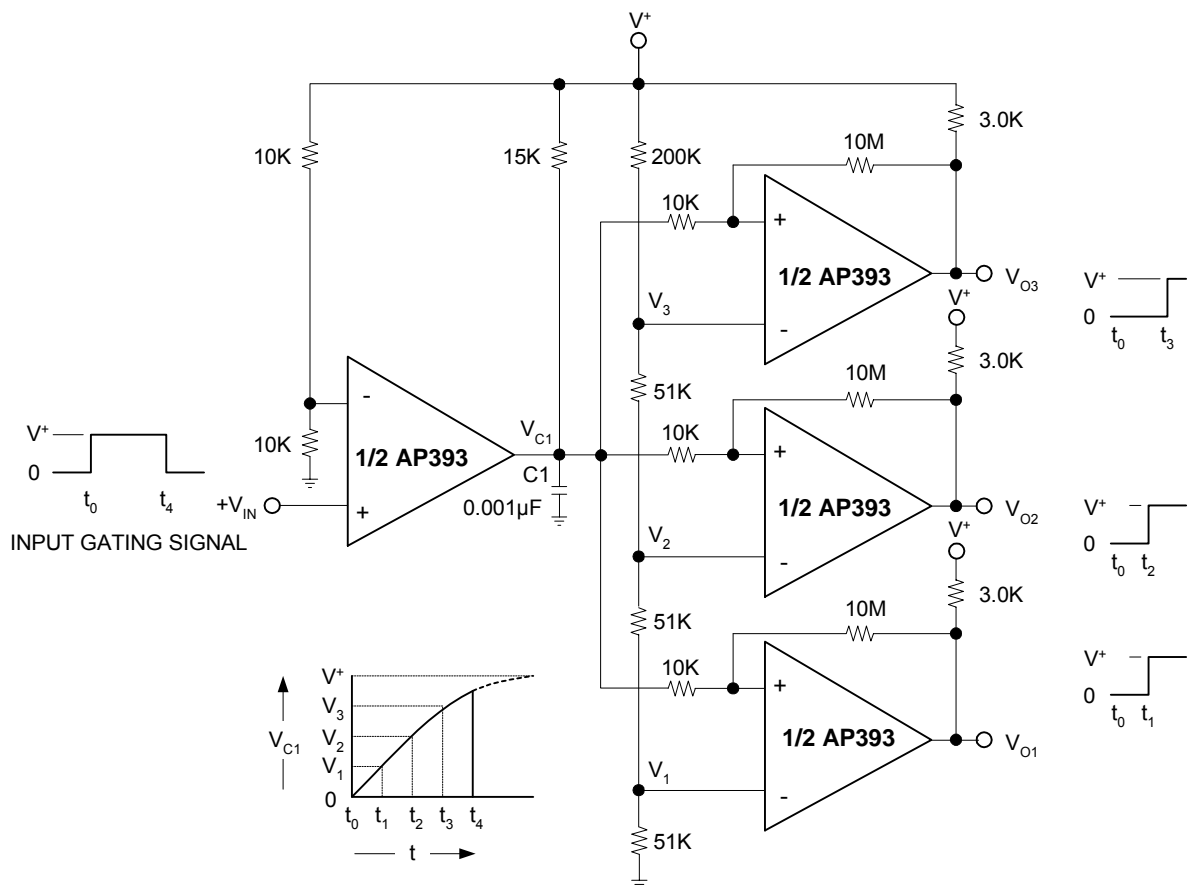 V+
10K
15K
200K
10M
3.0K
10K
+
1/2 AP393
-
VO3
V3
V+
V+
0
t0
t3
51K
10M
3.0K
10K
-
10K
1/2 AP393
+
VC1
C1
0.001µF
+
1/2 AP393
-
VO2
V2
V+
V+
0
t0
t4
+VIN
INPUT GATING SIGNAL
V+
0
t0
t2
51K
10M
3.0K
10K
+
1/2 AP393
-
VO1
V1
51K
V+
0
t0
t1
V+
V3
V2
V1
0
VC1
t0
t1
t2
t3
t4
t